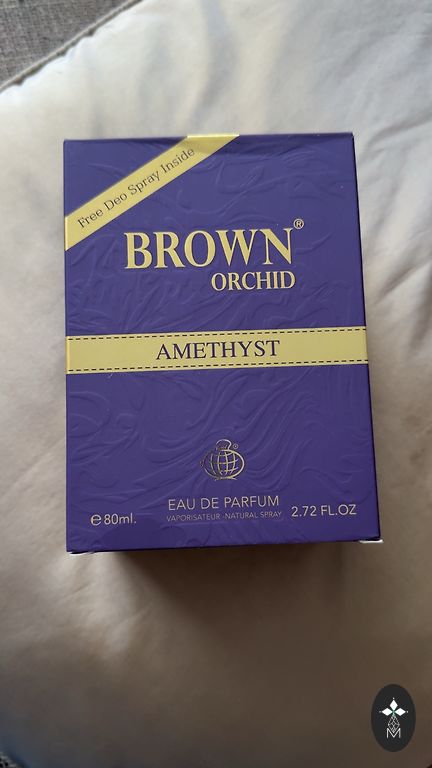 Free Deo Spray Inside
BROWN®
ORCHID
AMETHYST
EAU DE PARFUM
℮80ml. VAPORISATEUR -NATURAL SPRAY 2.72 FL.OZ
M